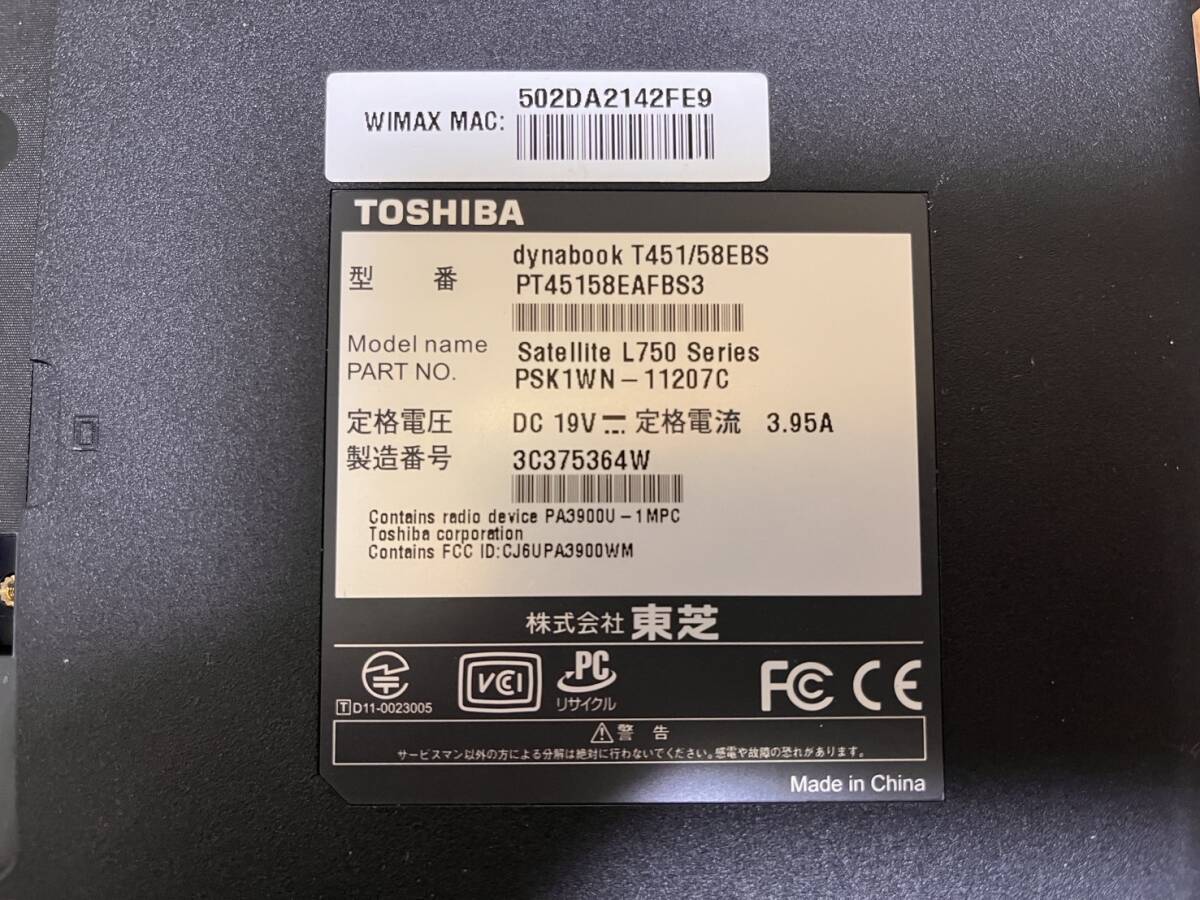 502DA2142FE9
WIMAX MAC:
TOSHIBA
型 番 dynabook T451/58EBS
PT45158EAFBS3
Model name Satellite L750 Series
PART NO. PSK1WN-11207C
定格電圧 DC 19V 定格電流 3.95A
製造番号 3C375364W
Contains radio device PA3900U-1MPC
Toshiba corporation
Contains FCC ID:CJ6UPA3900WM
株式会社 東芝
T D11-0023005
VCI
PC
リサイクル
FC CE
警 告
サービスマン以外の方による分解は絶対に行わないでください。感電や故障の恐れがあります。
Made in China